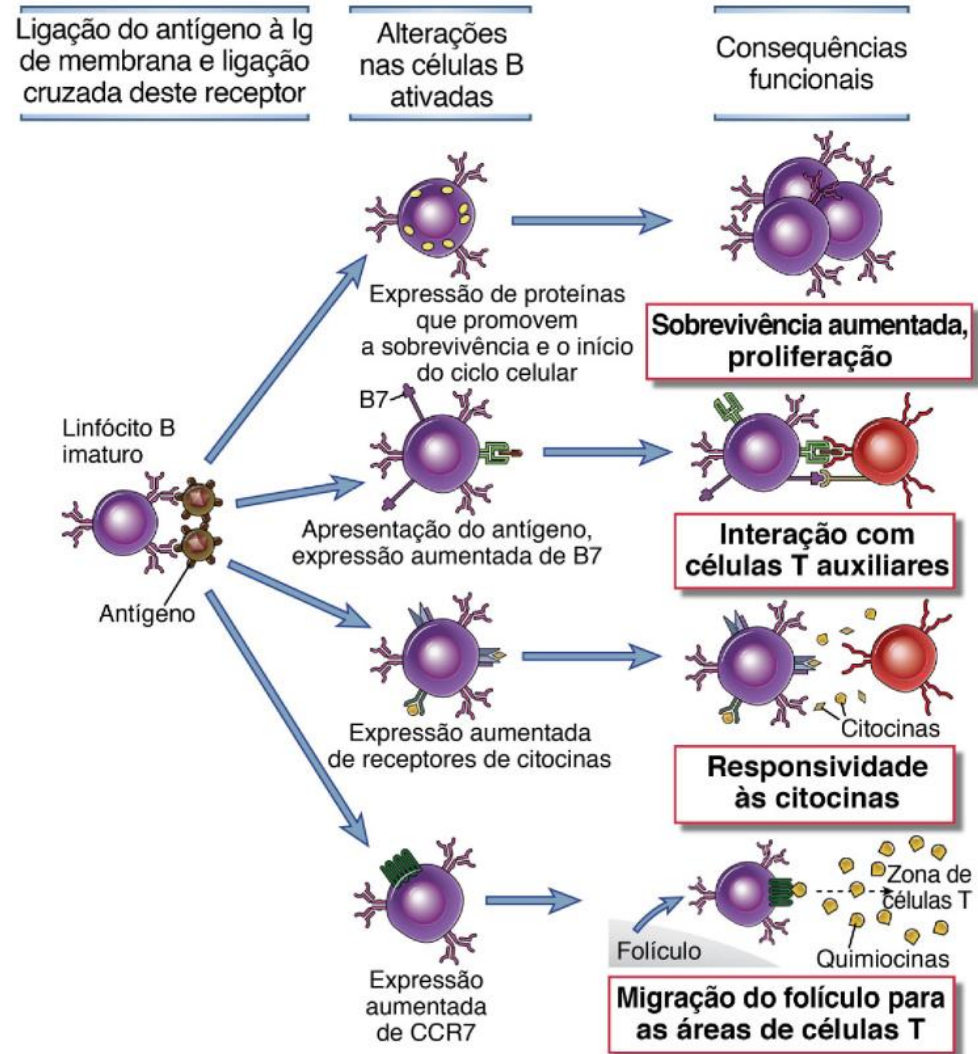 Ligação do antígeno à Ig
de membrana e ligação
cruzada deste receptor
Alterações
nas células B
ativadas
Consequências
funcionais
Expressão de proteínas
que promovem
a sobrevivência e o início
do ciclo celular
Sobrevivência aumentada,
proliferação
Linfócito B
imaturo
Antígeno
B7
Apresentação do antígeno,
expressão aumentada de B7
Interação com
células T auxiliares
Expressão aumentada
de receptores de citocinas
Citocinas
Responsividade
às citocinas
Expressão
aumentada
de CCR7
Folículo
Zona de
células T
Quimiocinas
Migração do folículo para
as áreas de células T